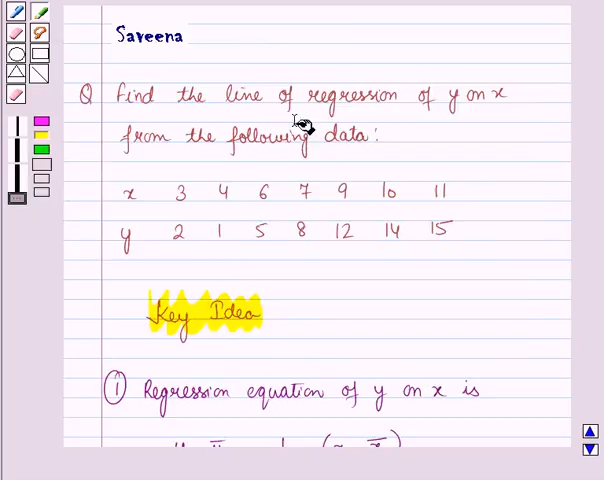 Saveena
Q Find the line of regression of y on x
from the following data:
x 3 4 6 7 9 10 11
y 2 1 5 8 12 14 15
Key Idea
① Regression equation of y on x is